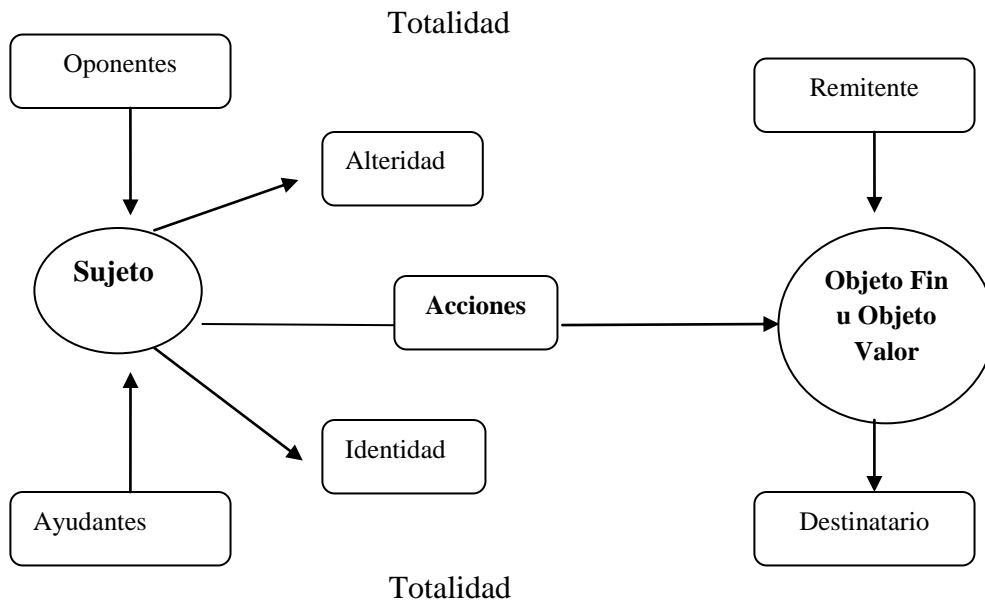 Totalidad
Oponentes
Remitente
Alteridad
Sujeto
Acciones
Objeto Fin
u Objeto
Valor
Identidad
Ayudantes
Destinatario
Totalidad